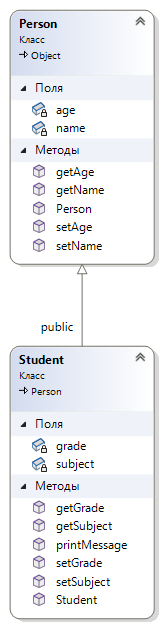 Person
Класс
Object
Поля
age
name
Методы
getAge
getName
Person
setAge
setName
public
Student
Класс
Person
Поля
grade
subject
Методы
getGrade
getSubject
printMessage
setGrade
setSubject
Student